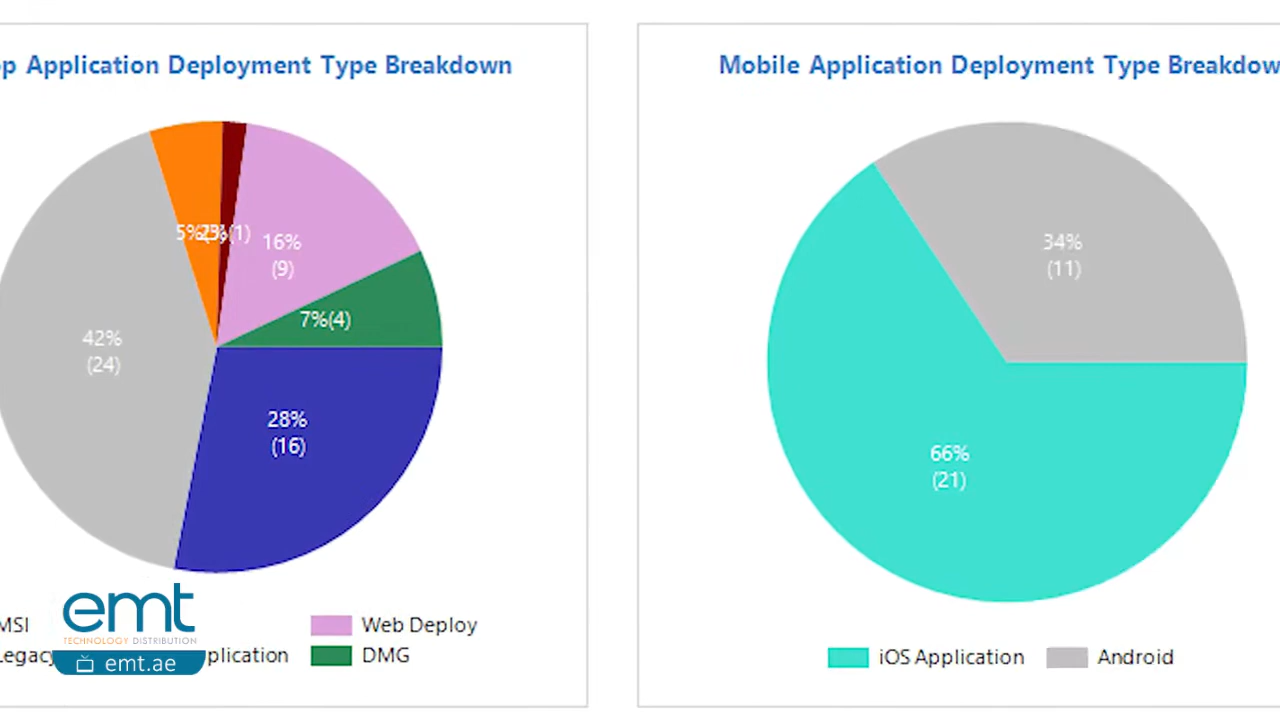 p Application Deployment Type Breakdown
16%
(9)
7%(4)
42%
(24)
28%
(16)
MSI
Web Deploy
Legacy
plication
DMG
emt
TECHNOLOGY DISTRIBUTION
emt.ae
Mobile Application Deployment Type Breakdow
34%
(11)
66%
(21)
iOS Application
Android